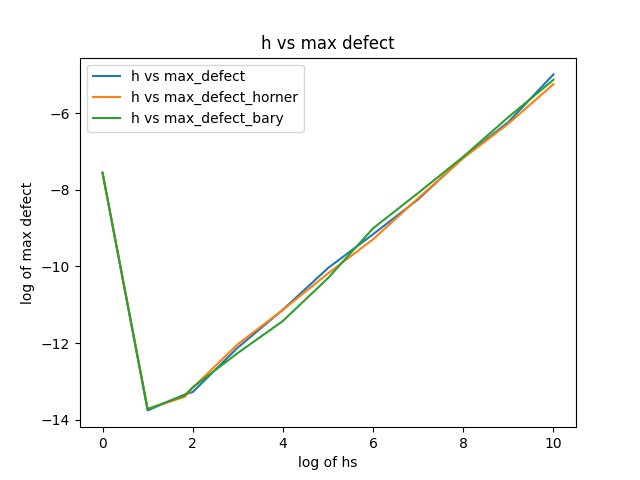 h vs max defect
h vs max_defect
h vs max_defect_horner
h vs max_defect_bary
log of max defect
−6
−8
−10
−12
−14
0 2 4 6 8 10
log of hs